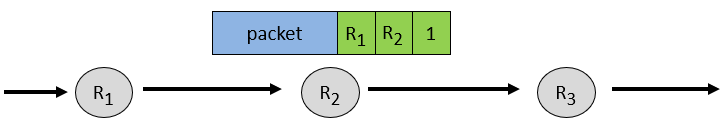 packet R₁ R₂ 1
R₁ R₂ R₃